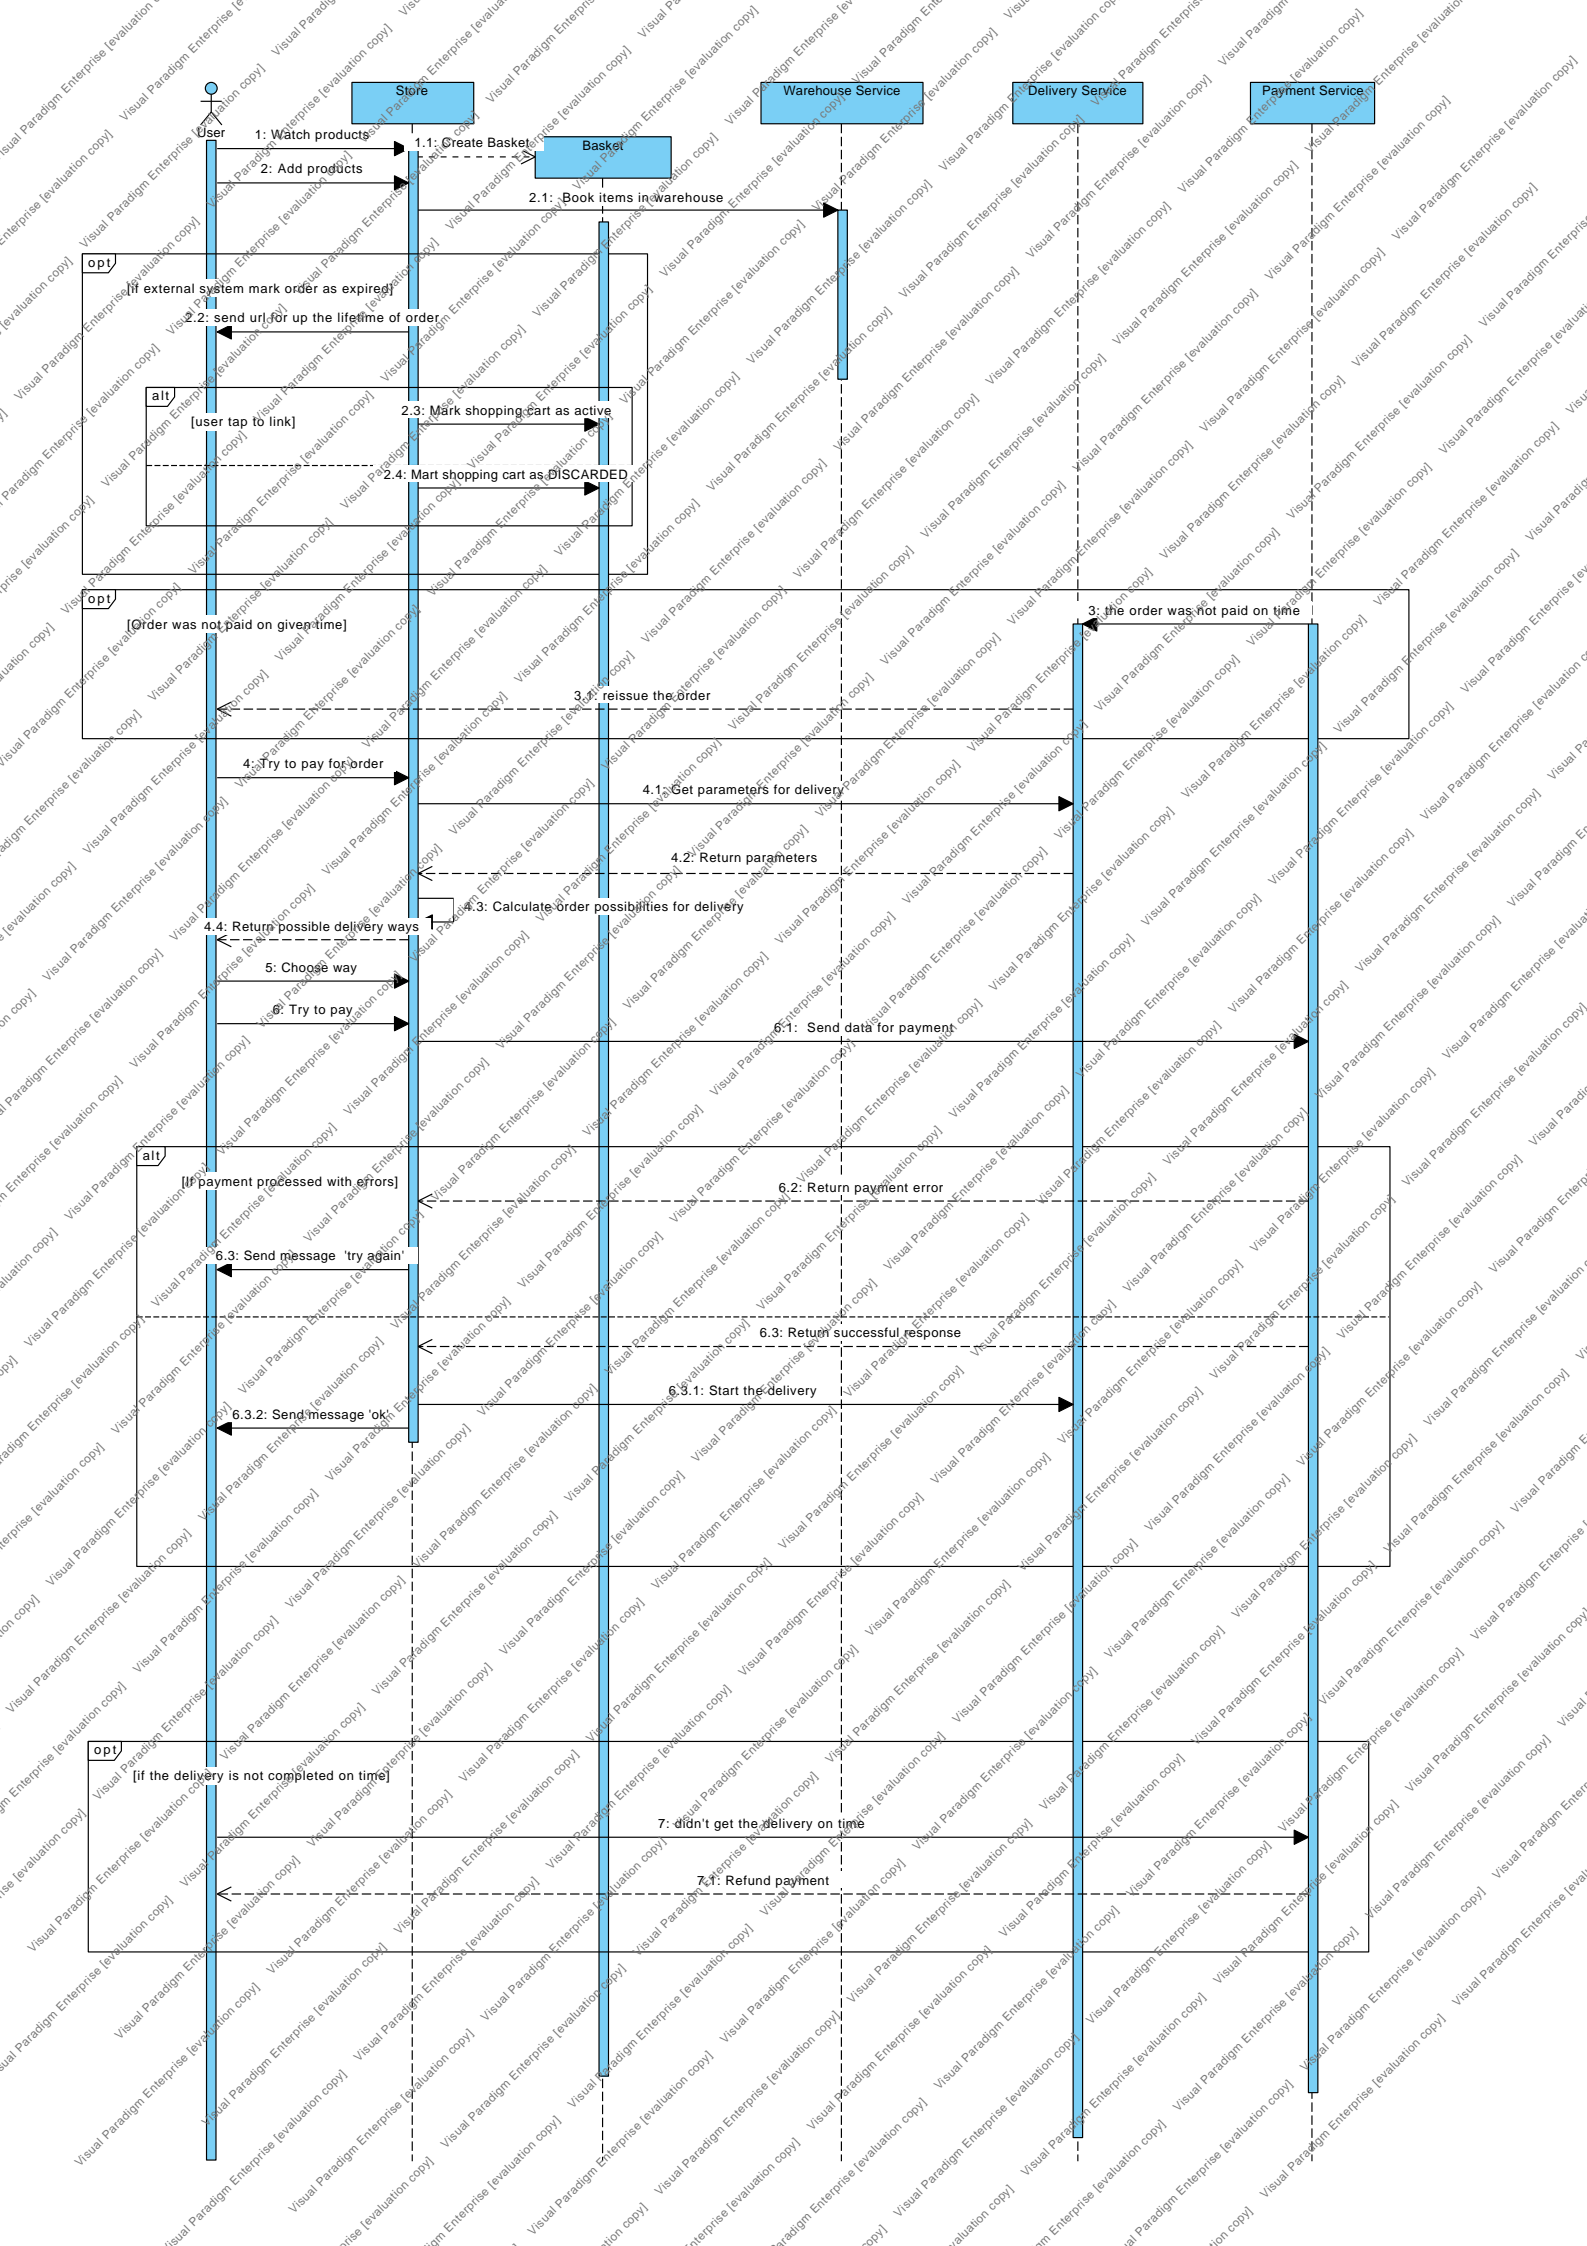 Store
Warehouse Service
Delivery Service
Payment Service
User
1: Watch products
1.1: Create Basket
Basket
2: Add products
2.1: Book items in warehouse
opt
[if external system mark order as expired]
2.2: send url for up the lifetime of order
alt
2.3: Mark shopping cart as active
[user tap to link]
2.4: Mart shopping cart as DISCARDED
opt
3: the order was not paid on time
[Order was not paid on given time]
3.1: reissue the order
4: Try to pay for order
4.1: Get parameters for delivery
4.2: Return parameters
4.3: Calculate order possibilities for delivery
4.4: Return possible delivery ways
5: Choose way
6: Try to pay
6.1: Send data for payment
alt
[If payment processed with errors]
6.2: Return payment error
6.3: Send message 'try again'
6.3: Return successful response
6.3.1: Start the delivery
6.3.2: Send message 'ok'
opt
[if the delivery is not completed on time]
7: didn't get the delivery on time
7.1: Refund payment
Visual Paradigm Enterprise [evaluation copy]